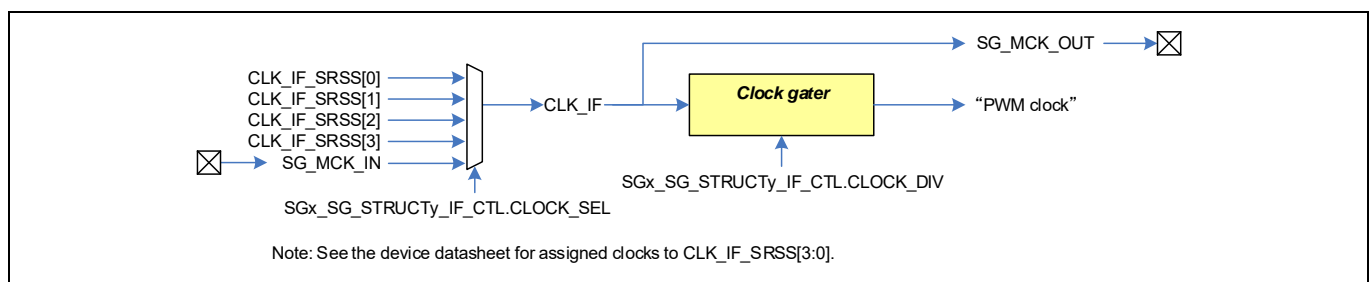 SG_MCK_OUT
CLK_IF_SRSS[0]
CLK_IF_SRSS[1]
CLK_IF_SRSS[2]
CLK_IF_SRSS[3]
SG_MCK_IN
CLK_IF
Clock gater
“PWM clock”
SGx_SG_STRUCTy_IF_CTL.CLOCK_DIV
SGx_SG_STRUCTy_IF_CTL.CLOCK_SEL
Note: See the device datasheet for assigned clocks to CLK_IF_SRSS[3:0].